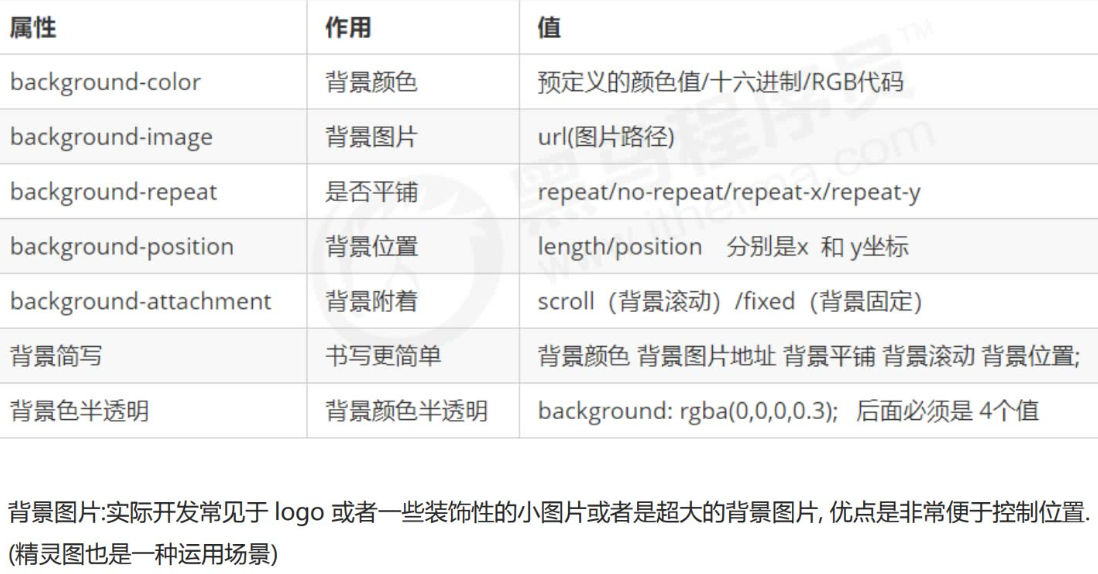 属性 作用 值
background-color 背景颜色 预定义的颜色值/十六进制/RGB代码
background-image 背景图片 url(图片路径)
background-repeat 是否平铺 repeat/no-repeat/repeat-x/repeat-y
background-position 背景位置 length/position 分别是x 和 y坐标
background-attachment 背景附着 scroll（背景滚动）/fixed（背景固定）
背景简写 书写更简单 背景颜色 背景图片地址 背景平铺 背景滚动 背景位置;
背景色半透明 背景颜色半透明 background: rgba(0,0,0,0.3); 后面必须是 4个值
黑马程序员™
www.itheima.com
背景图片:实际开发常见于 logo 或者一些装饰性的小图片或者是超大的背景图片, 优点是非常便于控制位置.
(精灵图也是一种运用场景)